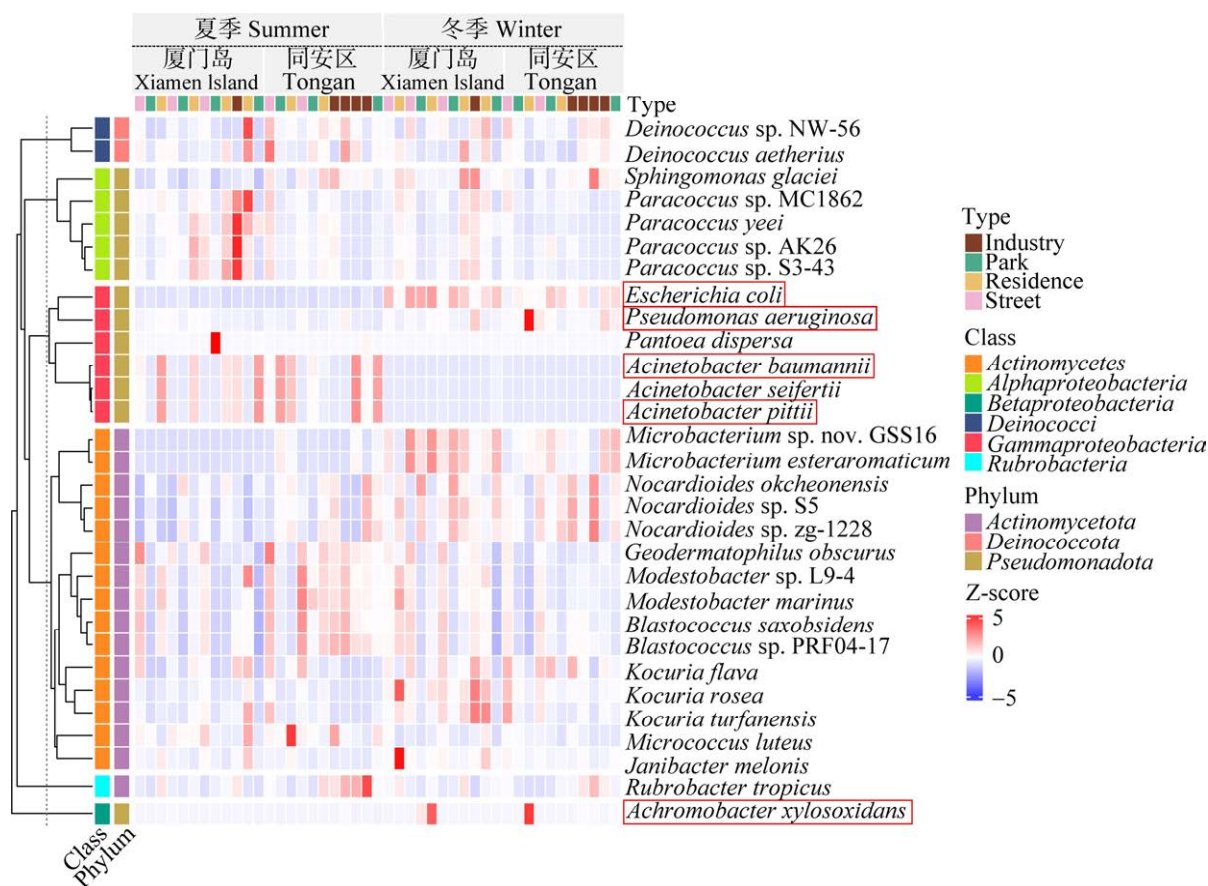 夏季 Summer
冬季 Winter
厦门岛
Xiamen Island
同安区
Tongan
厦门岛
Xiamen Island
同安区
Tongan
Type
Deinococcus sp. NW-56
Deinococcus aetherius
Sphingomonas glaciei
Paracoccus sp. MC1862
Paracoccus yeei
Paracoccus sp. AK26
Paracoccus sp. S3-43
Escherichia coli
Pseudomonas aeruginosa
Pantoea dispersa
Acinetobacter baumannii
Acinetobacter seifertii
Acinetobacter pittii
Microbacterium sp. nov. GSS16
Microbacterium esteraromaticum
Nocardioides okcheonensis
Nocardioides sp. S5
Nocardioides sp. zg-1228
Geodermatophilus obscurus
Modestobacter sp. L9-4
Modestobacter marinus
Blastococcus saxobsidens
Blastococcus sp. PRF04-17
Kocuria flava
Kocuria rosea
Kocuria turfanensis
Micrococcus luteus
Janibacter melonis
Rubrobacter tropicus
Achromobacter xylosoxidans
Class
Phylum
Type
Industry
Park
Residence
Street
Class
Actinomycetes
Alphaproteobacteria
Betaproteobacteria
Deinococci
Gammaproteobacteria
Rubrobacteria
Phylum
Actinomycetota
Deinococcota
Pseudomonadota
Z-score
5
0
−5